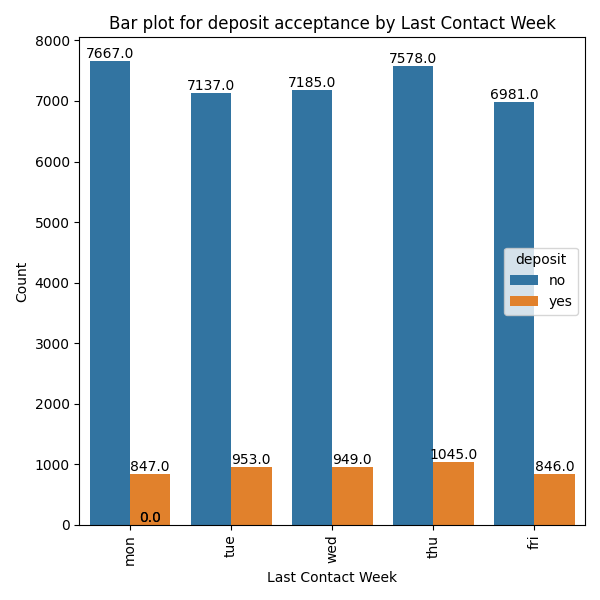 Bar plot for deposit acceptance by Last Contact Week
8000
7000
6000
5000
4000
3000
2000
1000
0
Count
7667.0
7137.0
7185.0
7578.0
6981.0
847.0
953.0
949.0
1045.0
846.0
0.0
deposit
no
yes
mon
tue
wed
thu
fri
Last Contact Week